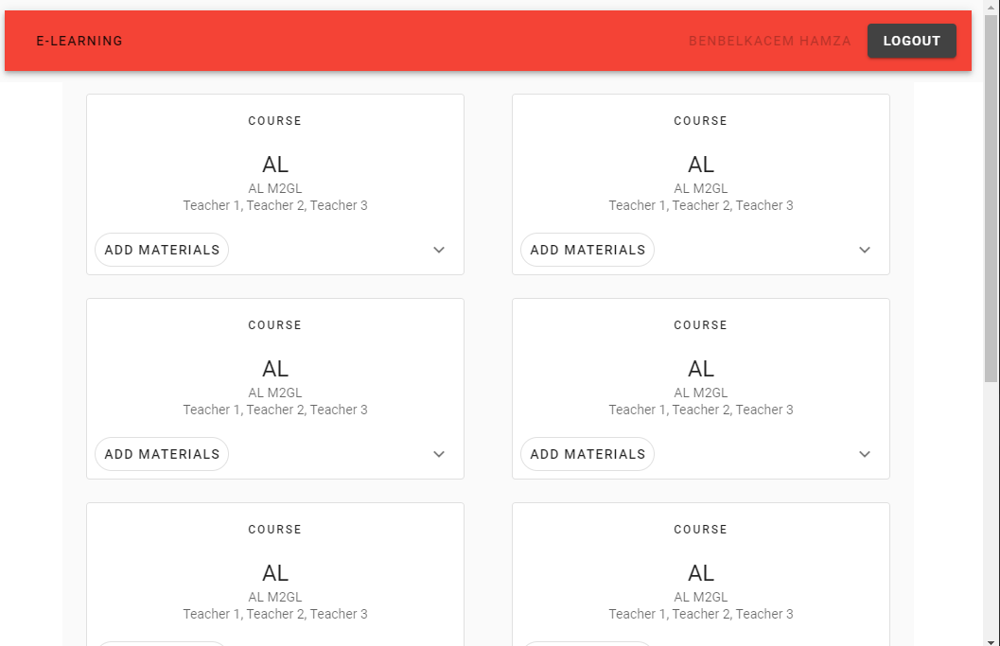 E-LEARNING
BENBELKACEM HAMZA
LOGOUT
COURSE
AL
AL M2GL
Teacher 1, Teacher 2, Teacher 3
ADD MATERIALS
COURSE
AL
AL M2GL
Teacher 1, Teacher 2, Teacher 3
ADD MATERIALS
COURSE
AL
AL M2GL
Teacher 1, Teacher 2, Teacher 3
ADD MATERIALS
COURSE
AL
AL M2GL
Teacher 1, Teacher 2, Teacher 3
ADD MATERIALS
COURSE
AL
AL M2GL
Teacher 1, Teacher 2, Teacher 3
COURSE
AL
AL M2GL
Teacher 1, Teacher 2, Teacher 3